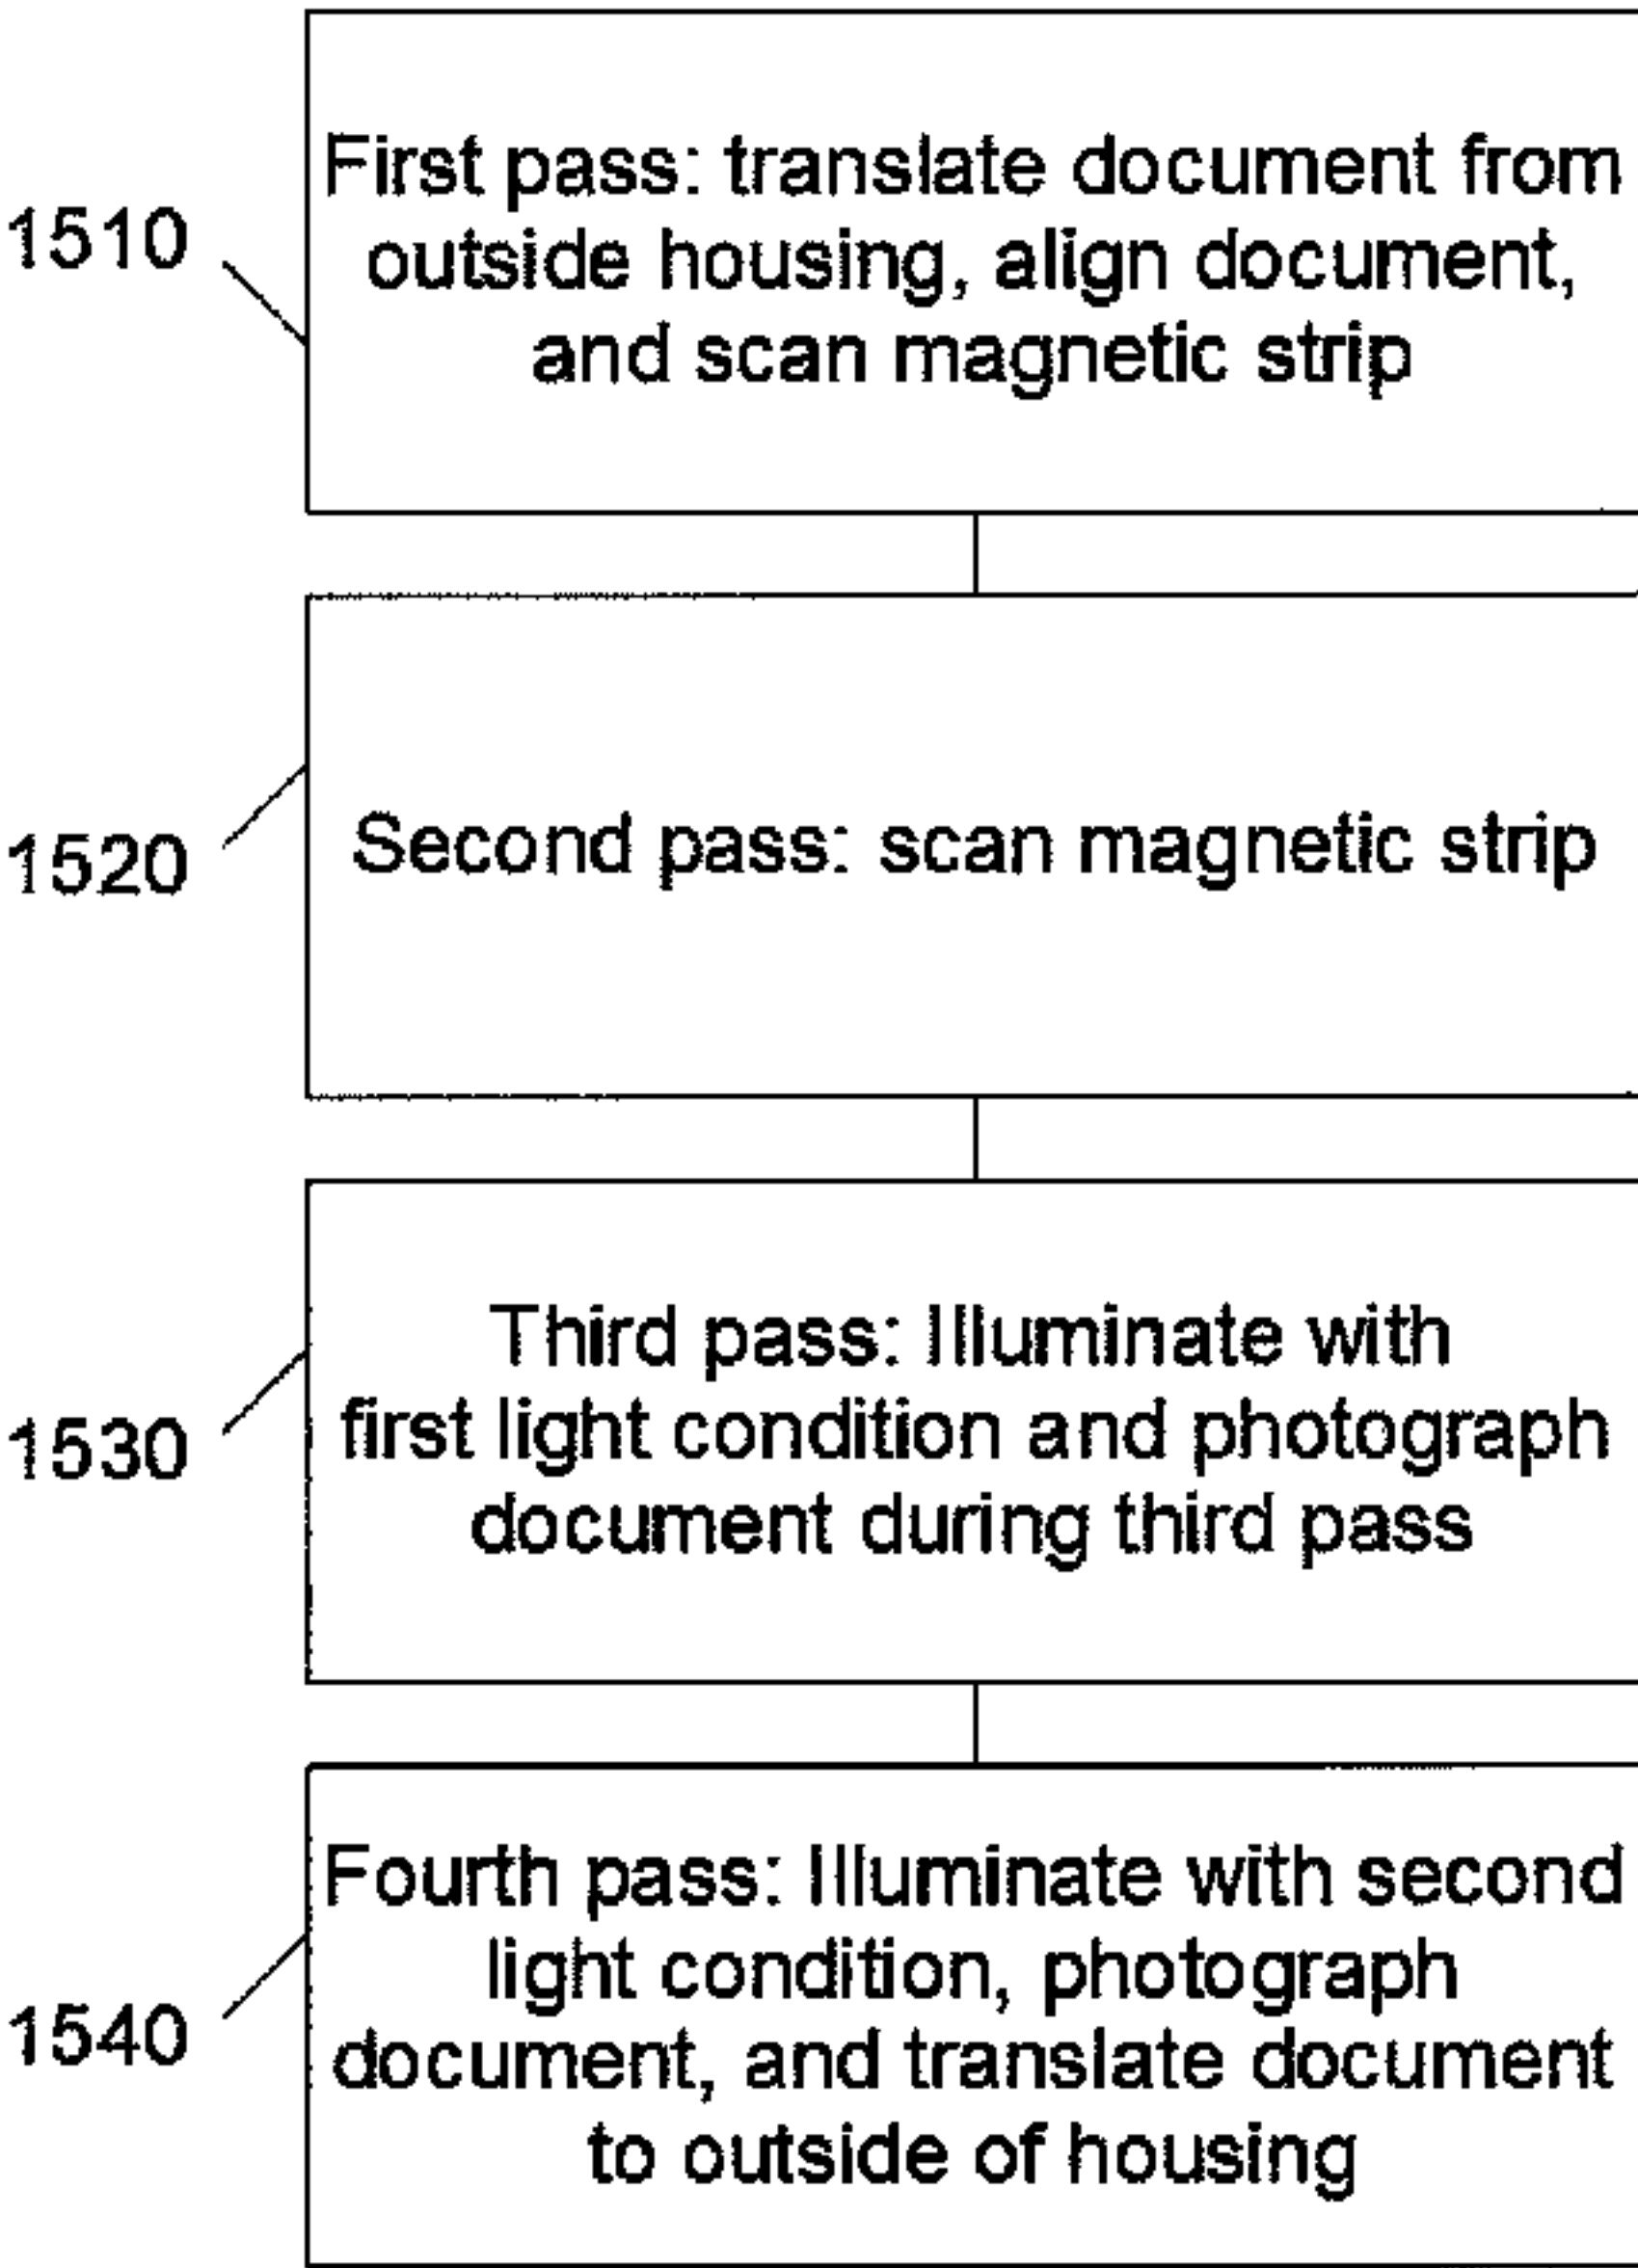 First pass: translate document from
1510
outside housing, align document,
and scan magnetic strip
1520
Second pass: scan magnetic strip
Third pass: Illuminate with
1530
first light condition and photograph
document during third pass
Fourth pass: Illuminate with second
light condition, photograph
1540
document, and translate document
to outside of housing